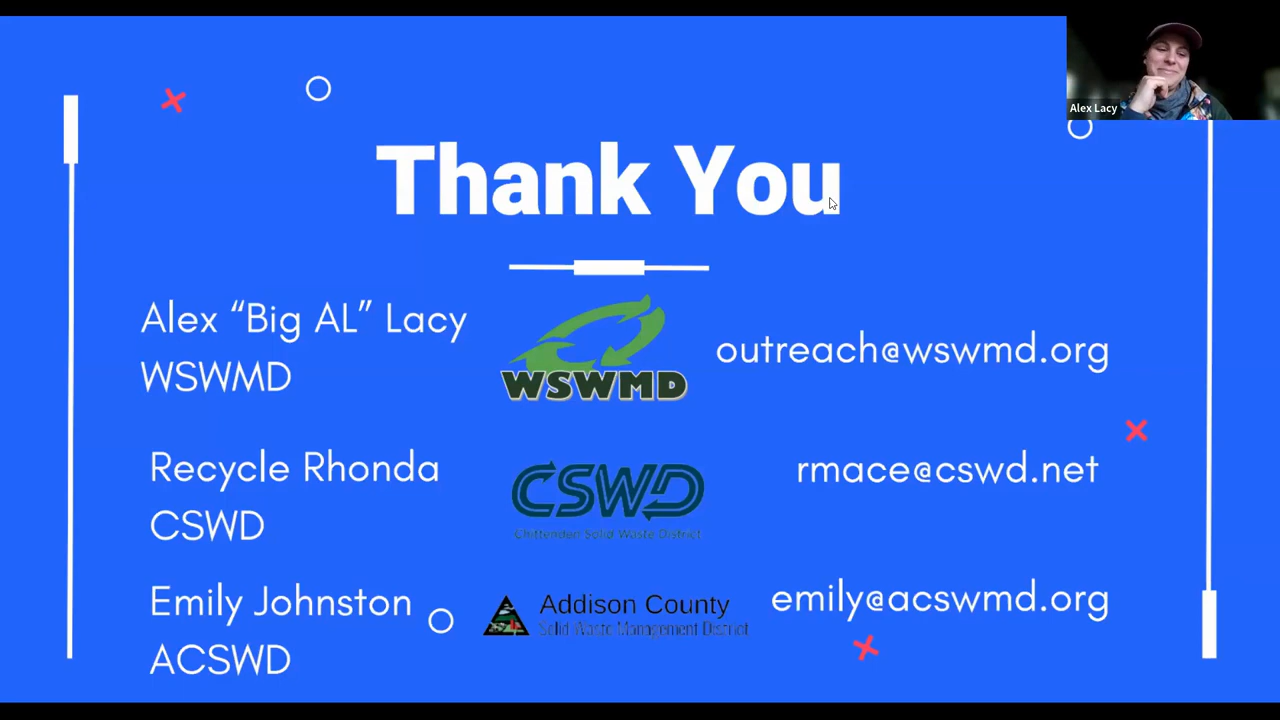 Alex Lacy
Thank You
Alex “Big AL” Lacy
WSWMD
WSWMD
outreach@wswmd.org
Recycle Rhonda
CSWD
CSWD
Chittenden Solid Waste District
rmace@cswd.net
Emily Johnston
ACSWD
Addison County
Solid Waste Management District
emily@acswmd.org